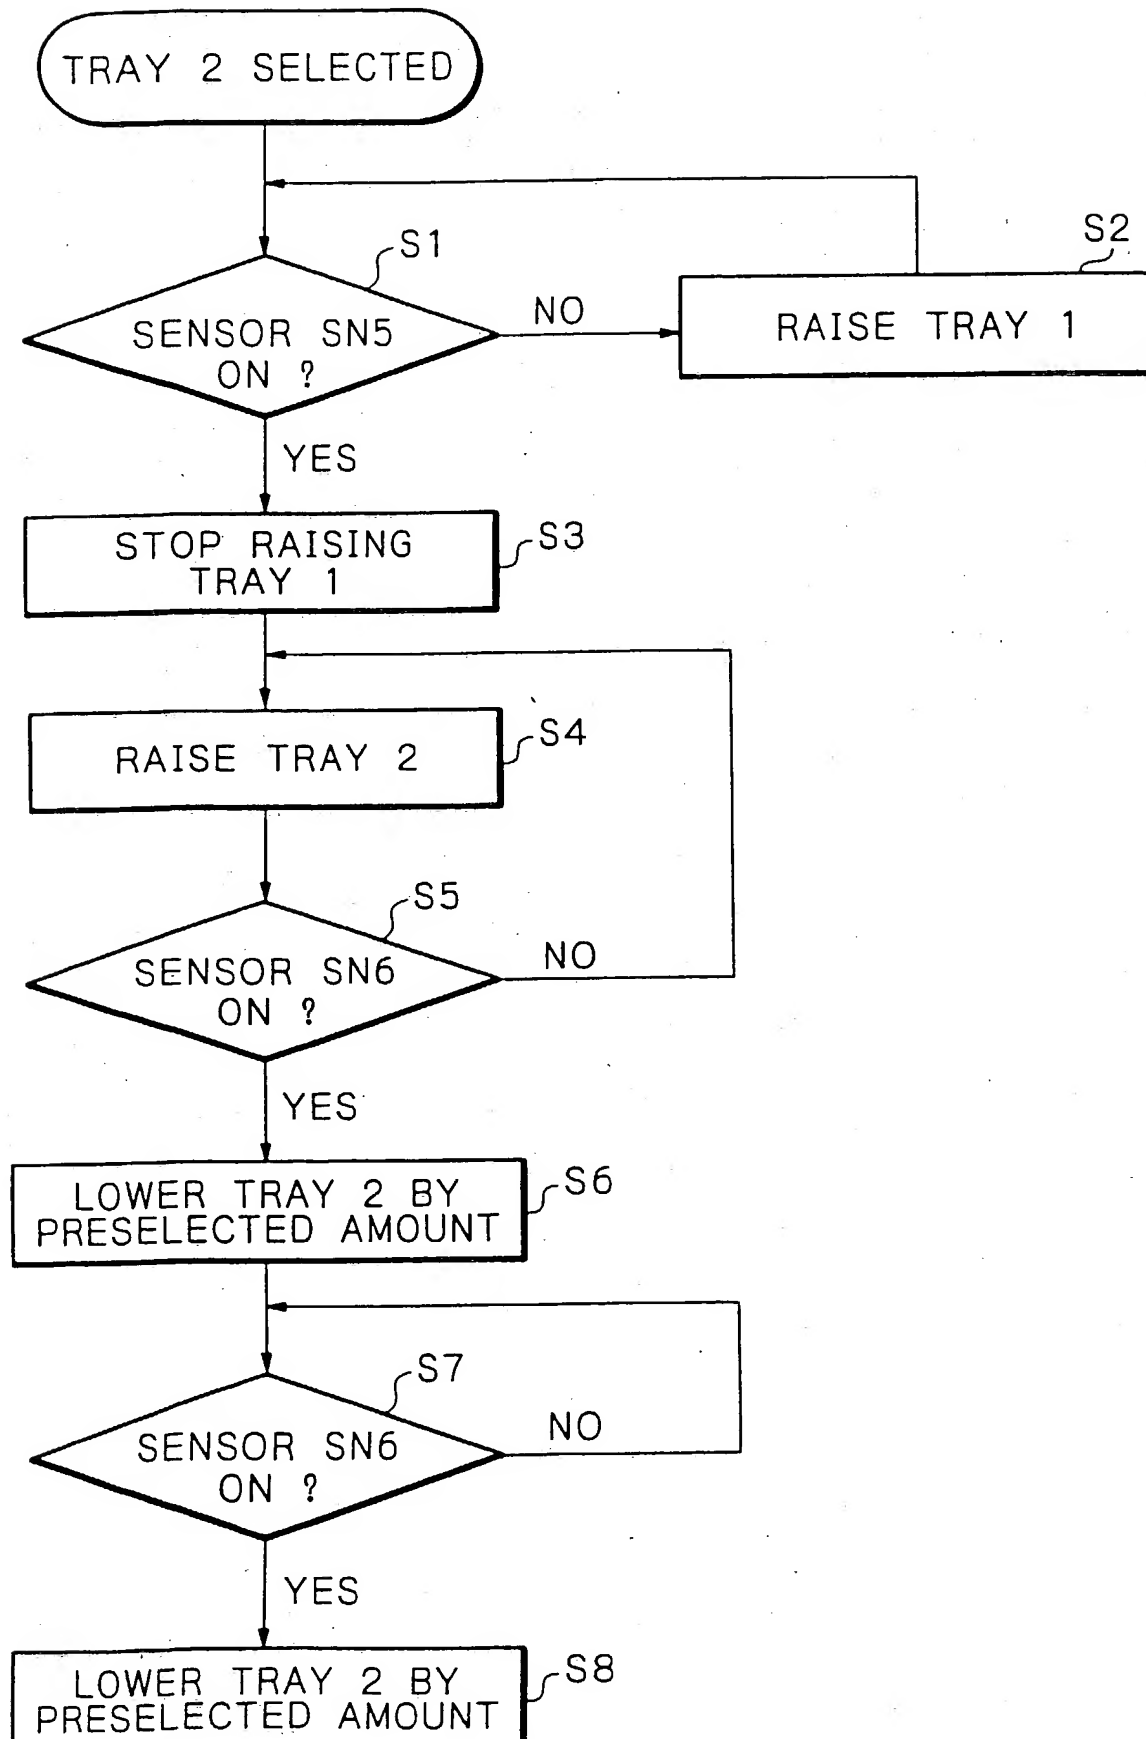 TRAY 2 SELECTED
S1
S2
SENSOR SN5
ON ?
NO
RAISE TRAY 1
YES
STOP RAISING
TRAY 1
S3
RAISE TRAY 2
S4
S5
SENSOR SN6
ON ?
NO
YES
LOWER TRAY 2 BY
PRESELECTED AMOUNT
S6
S7
SENSOR SN6
ON ?
NO
YES
LOWER TRAY 2 BY
PRESELECTED AMOUNT
S8